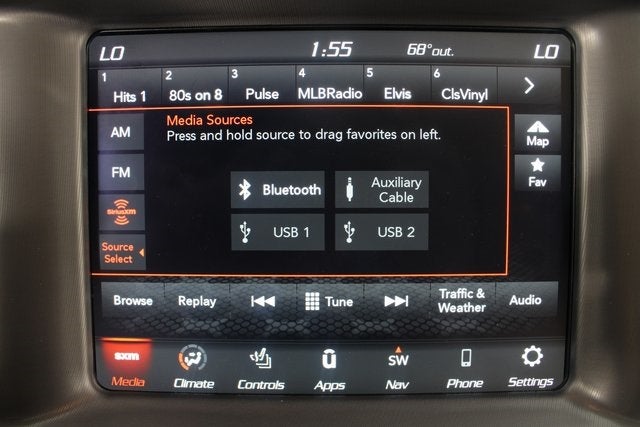 LO 1:55 68°out. LO
1 2 3 4 5 6
Hits 1 80s on 8 Pulse MLBRadio Elvis ClsVinyl
Media Sources
Press and hold source to drag favorites on left.
AM
FM
SiriusXM
Source
Select
Bluetooth
Auxiliary
Cable
USB 1 USB 2
Map
Fav
Browse Replay Tune Traffic &
Weather
Audio
sxm
Media Climate Controls
Apps
SW
Nav Phone Settings